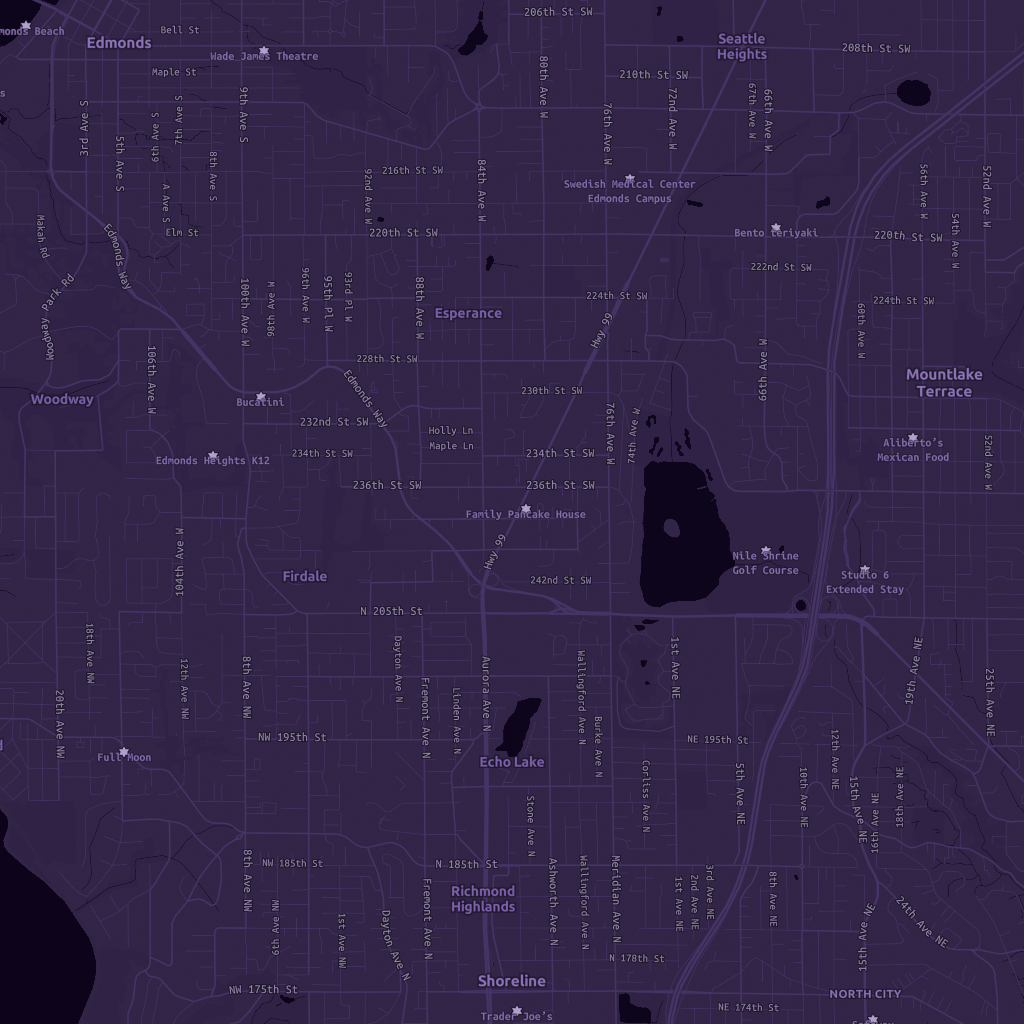 206th St SW
Bell St
Edmonds
Seattle
Heights
208th St SW
Wade James Theatre
Maple St
210th St SW
80th Ave W
9th Ave S
3rd Ave S
7th Ave S
6th Ave S
5th Ave S
8th Ave S
A Ave S
76th Ave W
72nd Ave W
67th Ave W
66th Ave W
216th St SW
92nd Ave W
84th Ave W
Swedish Medical Center
Edmonds Campus
56th Ave W
52nd Ave W
54th Ave W
Makah Rd
Elm St
220th St SW
Bento teriyaki
220th St SW
Edmonds Way
222nd St SW
Park Rd
Woodway
100th Ave W
98th Ave W
96th Ave W
95th Pl W
93rd Pl W
88th Ave W
224th St SW
224th St SW
Esperance
Hwy 99
60th Ave W
228th St SW
106th Ave W
66th Ave W
Mountlake
Terrace
Woodway
Bucatini
Edmonds Way
230th St SW
232nd St SW
76th Ave W
74th Ave W
Holly Ln
Maple Ln
Aliberto's
Mexican Food
52nd Ave W
234th St SW
234th St SW
Edmonds Heights K12
236th St SW
236th St SW
Family Pancake House
104th Ave W
Hwy 99
Nile Shrine
Golf Course
Studio 6
Extended Stay
Firdale
242nd St SW
N 205th St
18th Ave NW
12th Ave NW
8th Ave NW
20th Ave NW
Dayton Ave N
Fremont Ave N
Linden Ave N
Aurora Ave N
Wallingford Ave N
Burke Ave N
1st Ave NE
19th Ave NE
25th Ave NE
NW 195th St
NE 195th St
Full Moon
Echo Lake
Corliss Ave N
5th Ave NE
12th Ave NE
10th Ave NE
15th Ave NE
16th Ave NE
18th Ave NE
Stone Ave N
NW 185th St
N 185th St
8th Ave NW
6th Ave NW
1st Ave NW
Dayton Ave N
Fremont Ave N
Richmond
Highlands
Ashworth Ave N
Wallingford Ave N
Meridian Ave N
1st Ave NE
2nd Ave NE
3rd Ave NE
8th Ave NE
15th Ave NE
24th Ave NE
N 178th St
Shoreline
NW 175th St
NORTH CITY
NE 174th St
Trader Joe's